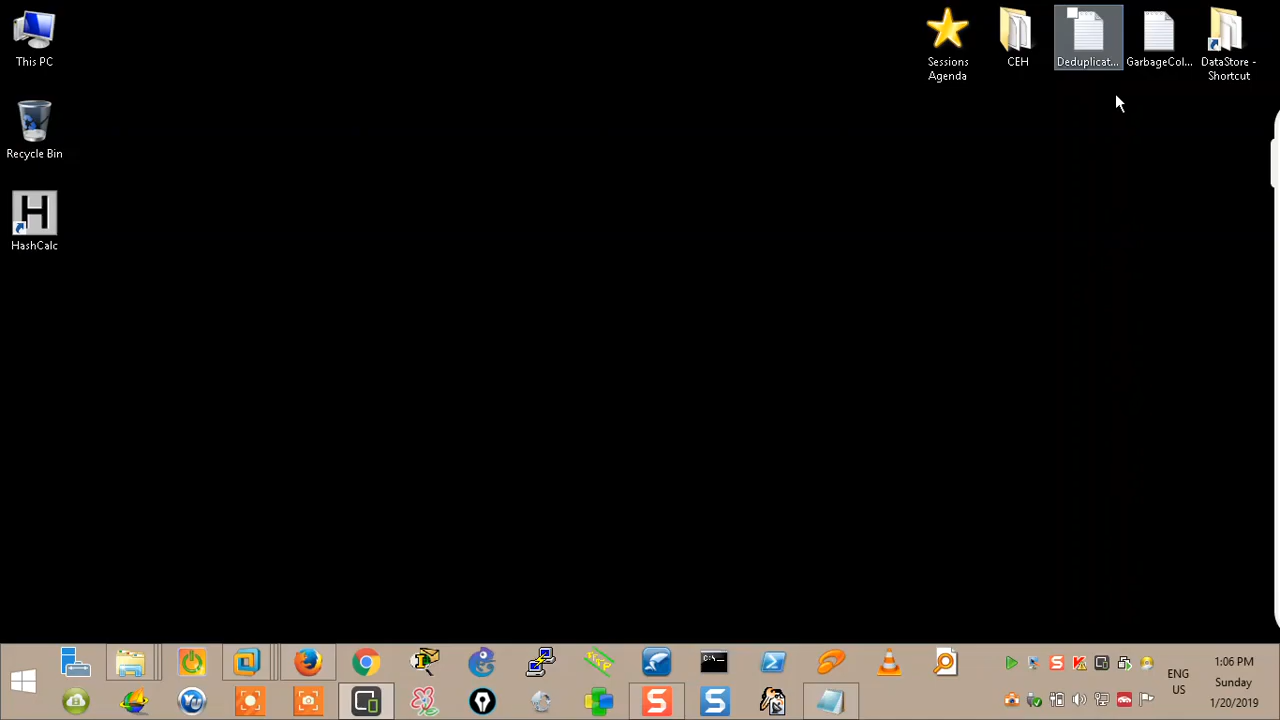 This PC
Recycle Bin
HashCalc
Sessions
Agenda
CEH
Deduplicat...
GarbageCol...
DataStore -
Shortcut
ENG
US
1:06 PM
Sunday
1/20/2019